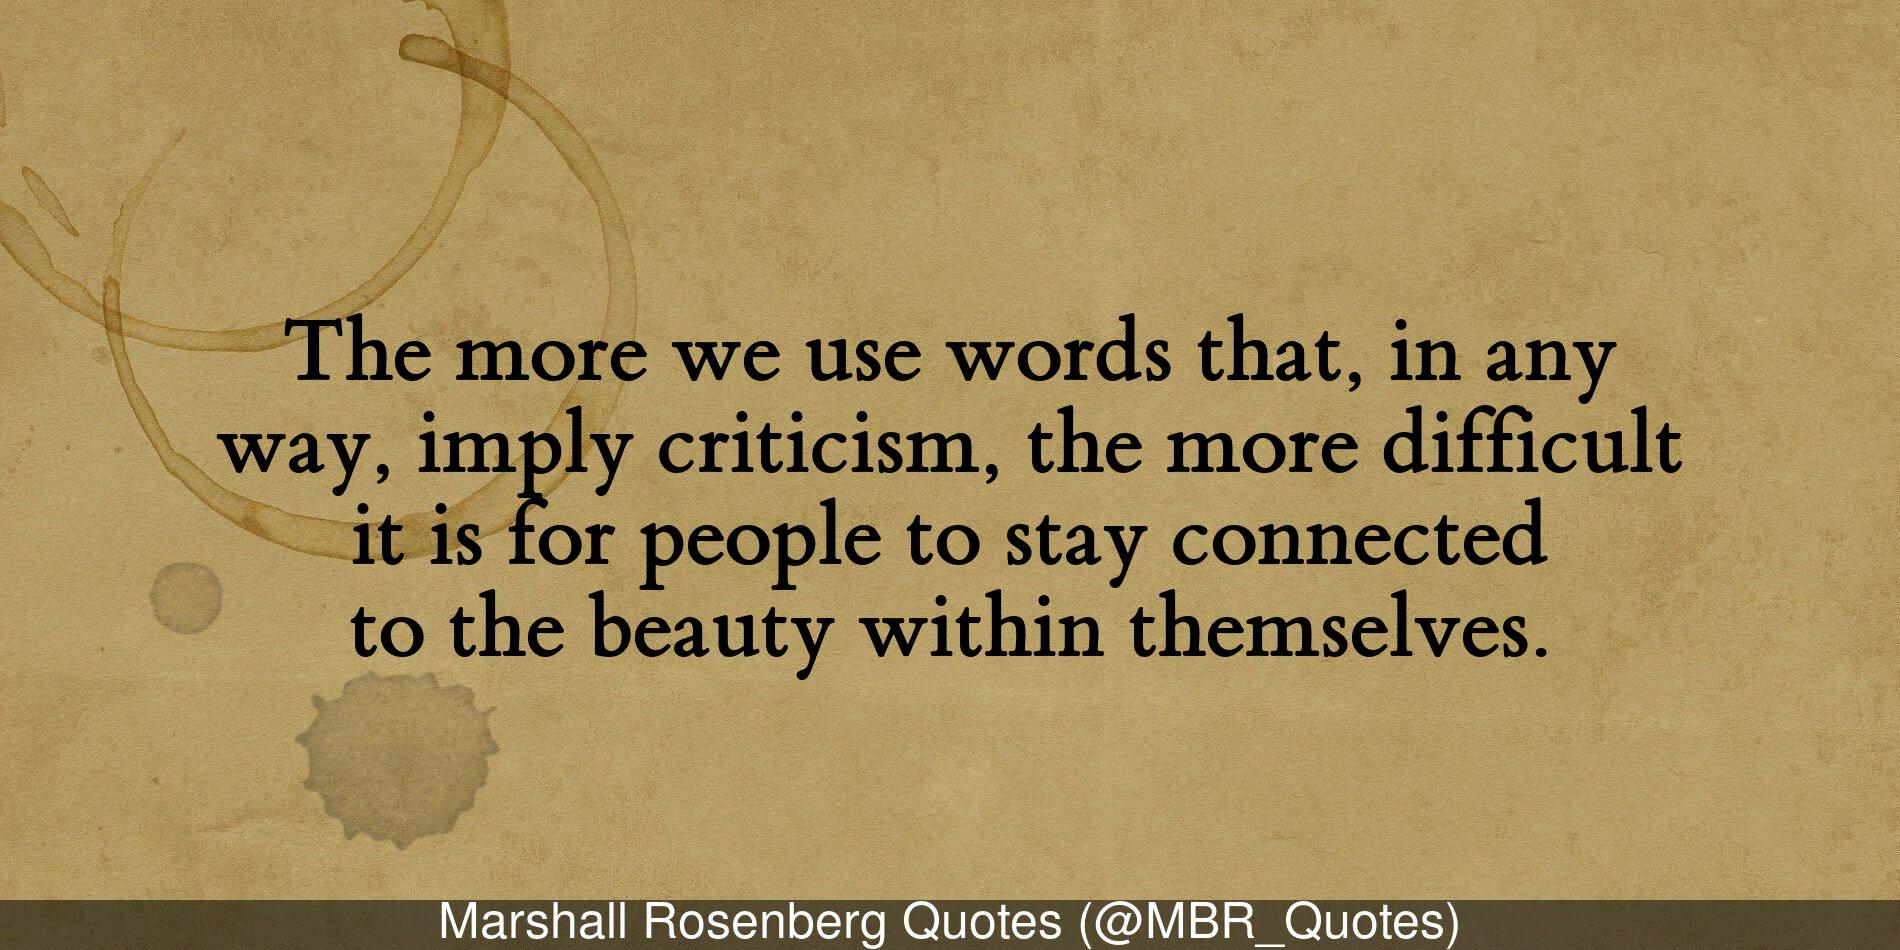 The more we use words that, in any
way, imply criticism, the more difficult
it is for people to stay connected
to the beauty within themselves.
Marshall Rosenberg Quotes (@MBR_Quotes)